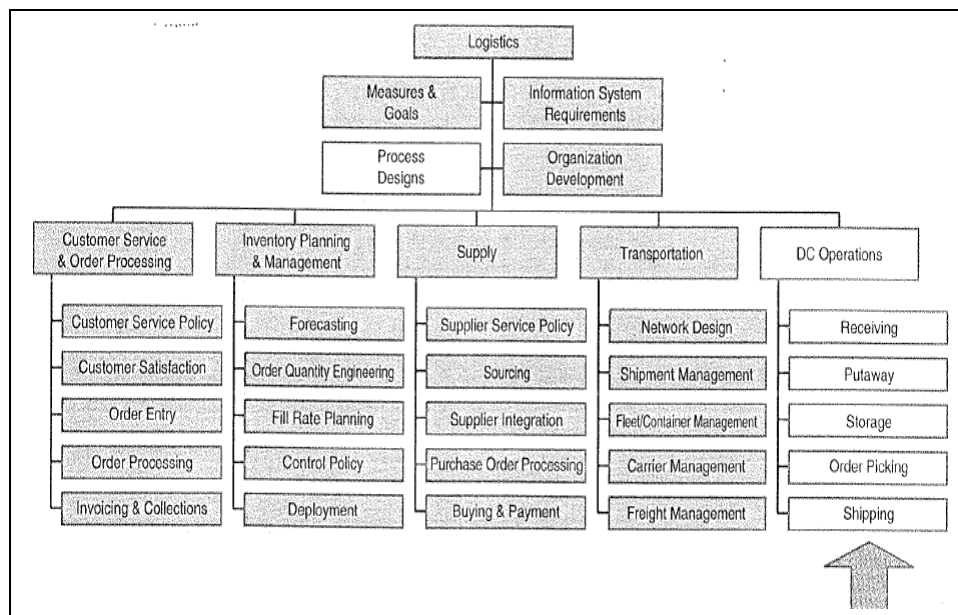 Logistics
Measures &
Goals
Information System
Requirements
Process
Designs
Organization
Development
Customer Service
& Order Processing
Inventory Planning
& Management
Supply
Transportation
DC Operations
Customer Service Policy
Customer Satisfaction
Order Entry
Order Processing
Invoicing & Collections
Forecasting
Order Quantity Engineering
Fill Rate Planning
Control Policy
Deployment
Supplier Service Policy
Sourcing
Supplier Integration
Purchase Order Processing
Buying & Payment
Network Design
Shipment Management
Fleet/Container Management
Carrier Management
Freight Management
Receiving
Putaway
Storage
Order Picking
Shipping